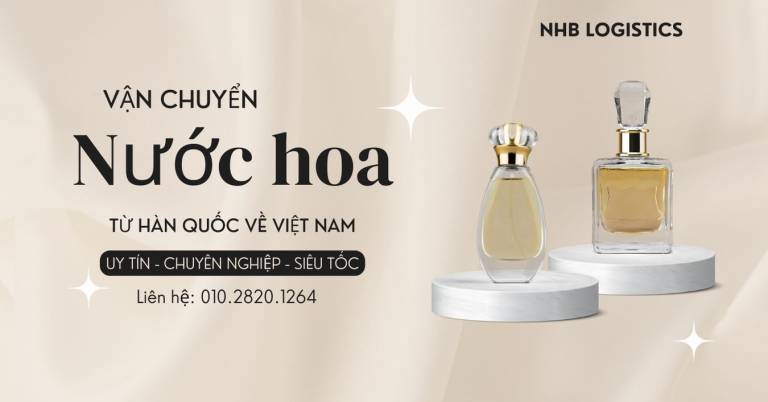 NHB LOGISTICS
VẬN CHUYỂN
Nước hoa
TỪ HÀN QUỐC VỀ VIỆT NAM
UY TÍN - CHUYÊN NGHIỆP - SIÊU TỐC
Liên hệ: 010.2820.1264